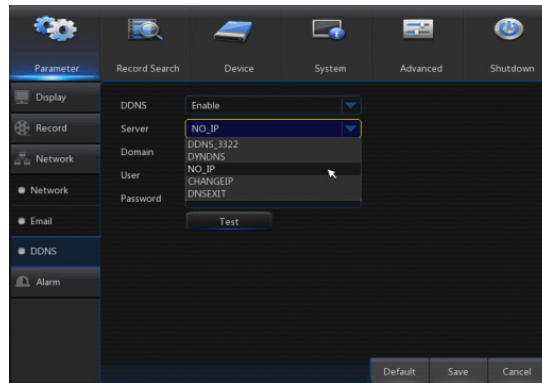 Parameter Record Search Device System Advanced Shutdown
Display
Record
Network
Network
Email
DDNS
Alarm
DDNS Enable
Server NO_IP
Domain
User
Password
DDNS_3322
DYNDNS
NO_IP
CHANGEIP
DNSEXIT
Test
Default Save Cancel